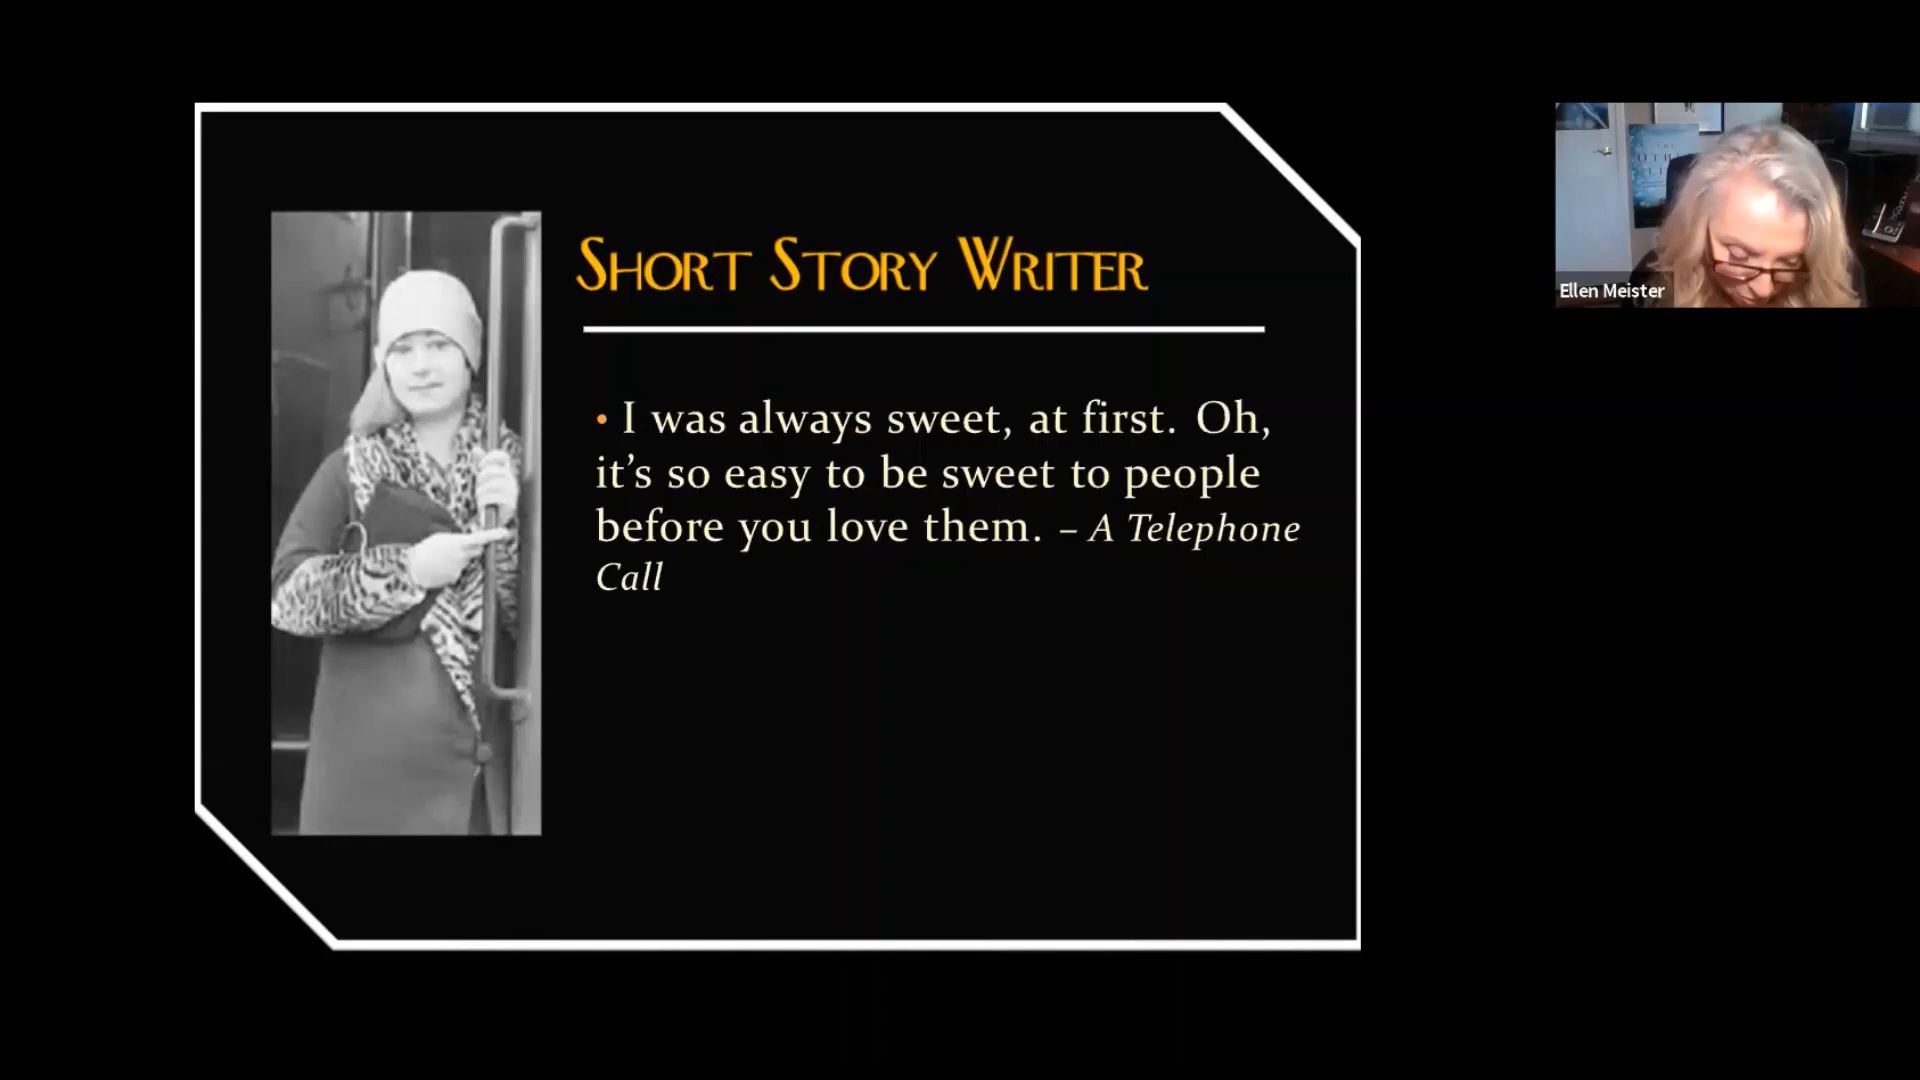 Short Story Writer
• I was always sweet, at first. Oh,
it’s so easy to be sweet to people
before you love them. – A Telephone
Call
Ellen Meister